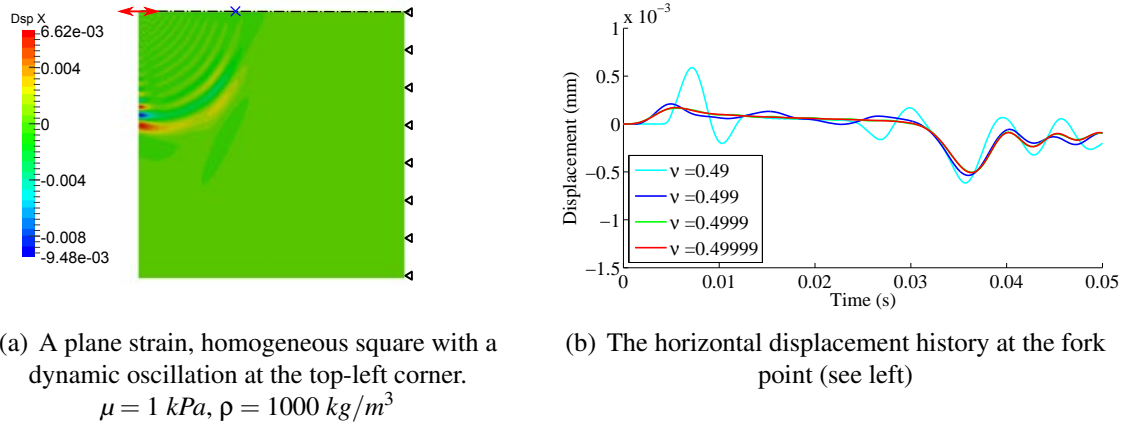 Dsp X
6.62e-03
0.004
0
-0.004
-0.008
-9.48e-03
x 10⁻³
1
0.5
0
−0.5
−1
−1.5
Displacement (mm)
ν =0.49
ν =0.499
ν =0.4999
ν =0.49999
0
0.01
0.02
0.03
0.04
0.05
Time (s)
(a) A plane strain, homogeneous square with a
dynamic oscillation at the top-left corner.
μ = 1 kPa, ρ = 1000 kg/m³
(b) The horizontal displacement history at the fork
point (see left)